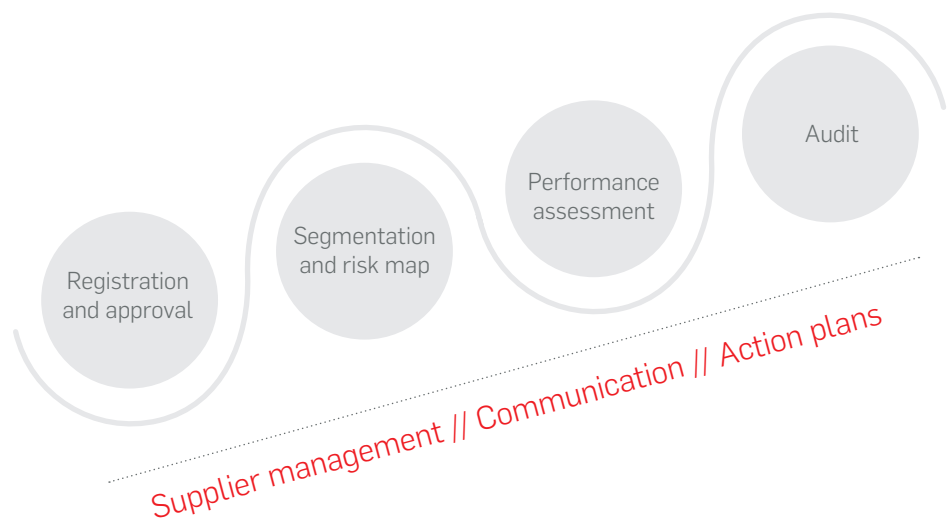 Registration
and approval
Segmentation
and risk map
Performance
assessment
Audit
Supplier management // Communication // Action plans